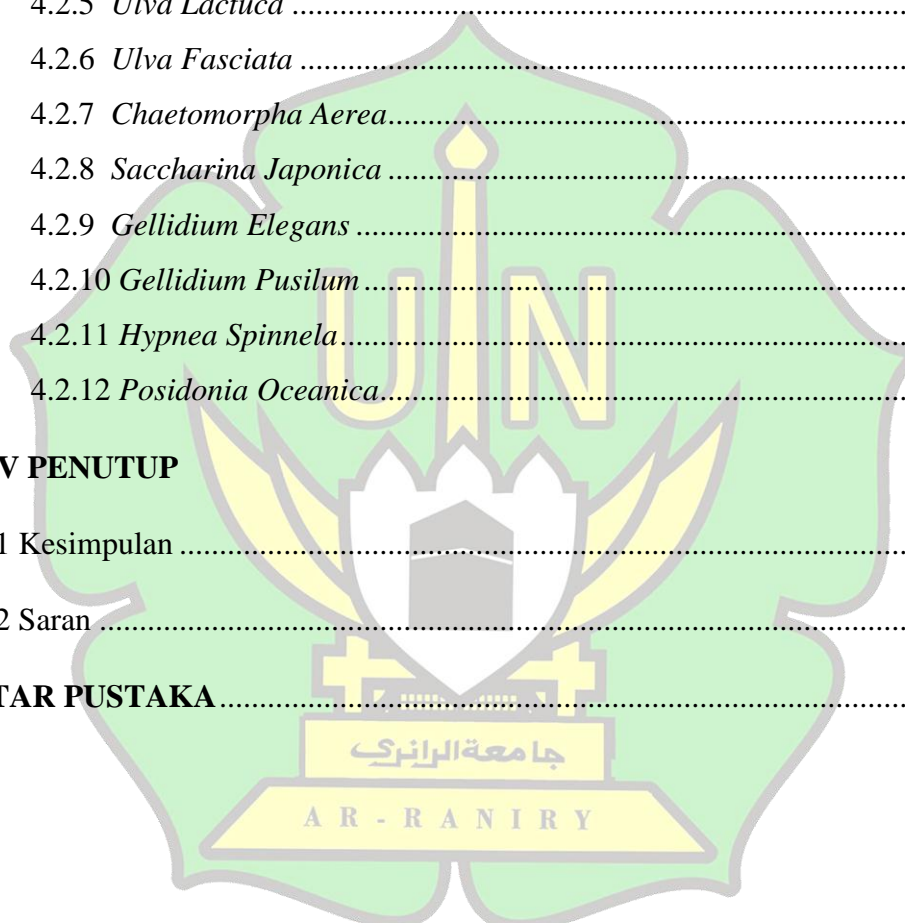 4.2.5 Ulva Lactuca ........................................................................
4.2.6 Ulva Fasciata ........................................................................
4.2.7 Chaetomorpha Aerea........................................................................
4.2.8 Saccharina Japonica ........................................................................
4.2.9 Gellidium Elegans ........................................................................
4.2.10 Gellidium Pusilum ........................................................................
4.2.11 Hypnea Spinnela........................................................................
4.2.12 Posidonia Oceanica........................................................................
V PENUTUP
1 Kesimpulan ........................................................................
2 Saran ........................................................................
TAR PUSTAKA ........................................................................
UIN
جامعةالرانري
AR-RANIRY